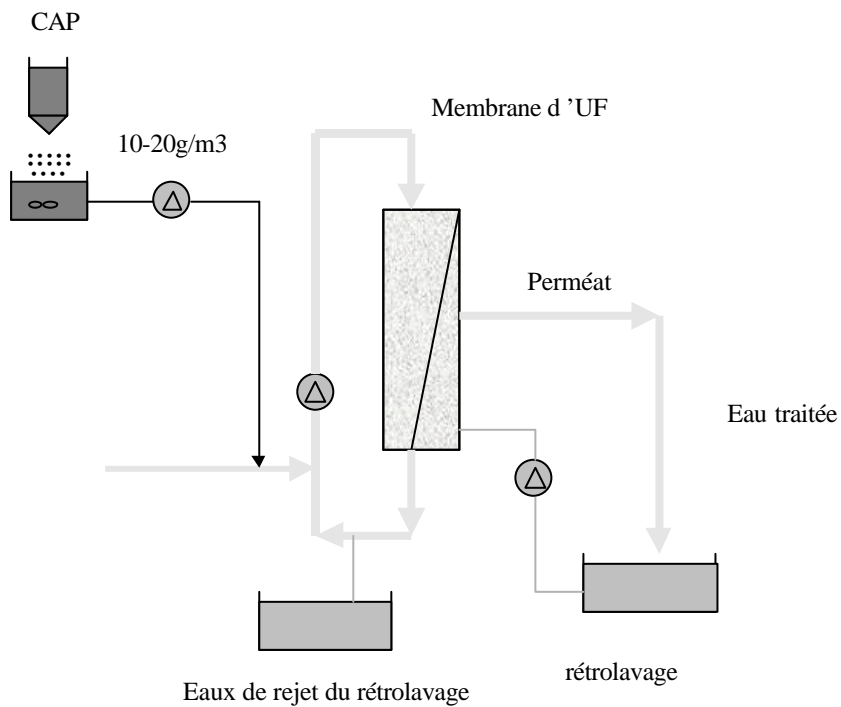 CAP
Membrane d ’UF
10-20g/m3
Perméat
Eau traitée
rétrolavage
Eaux de rejet du rétrolavage